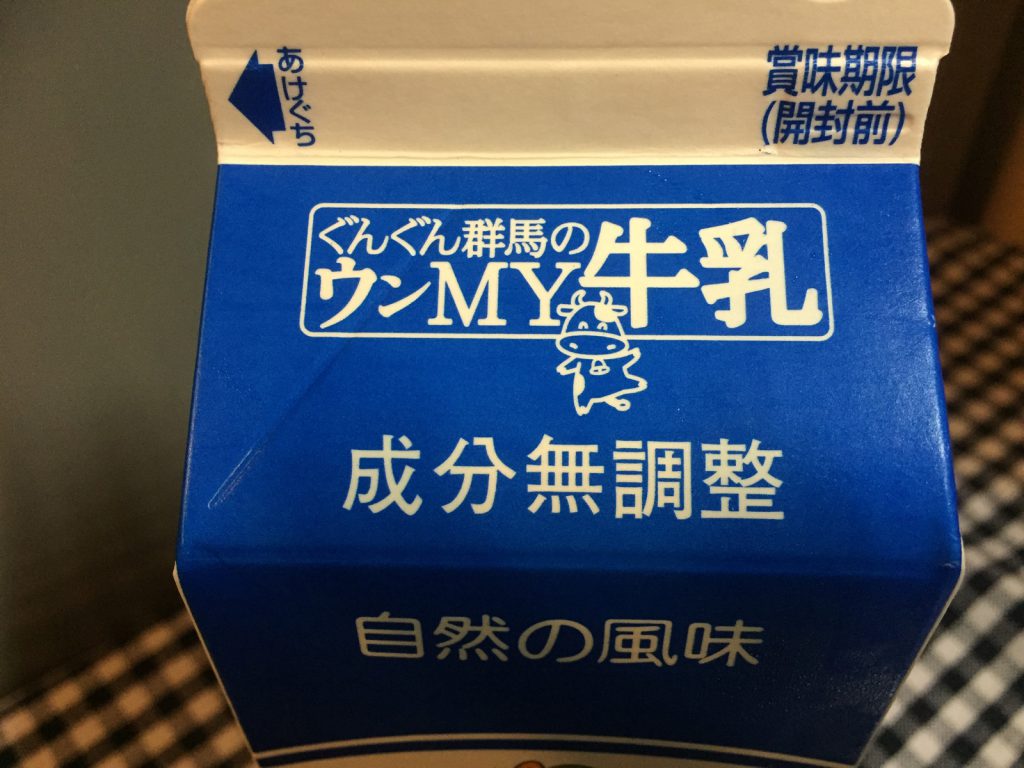 あけぐち
賞味期限
(開封前)
ぐんぐん群馬の
ウンMY牛乳
成分無調整
自然の風味